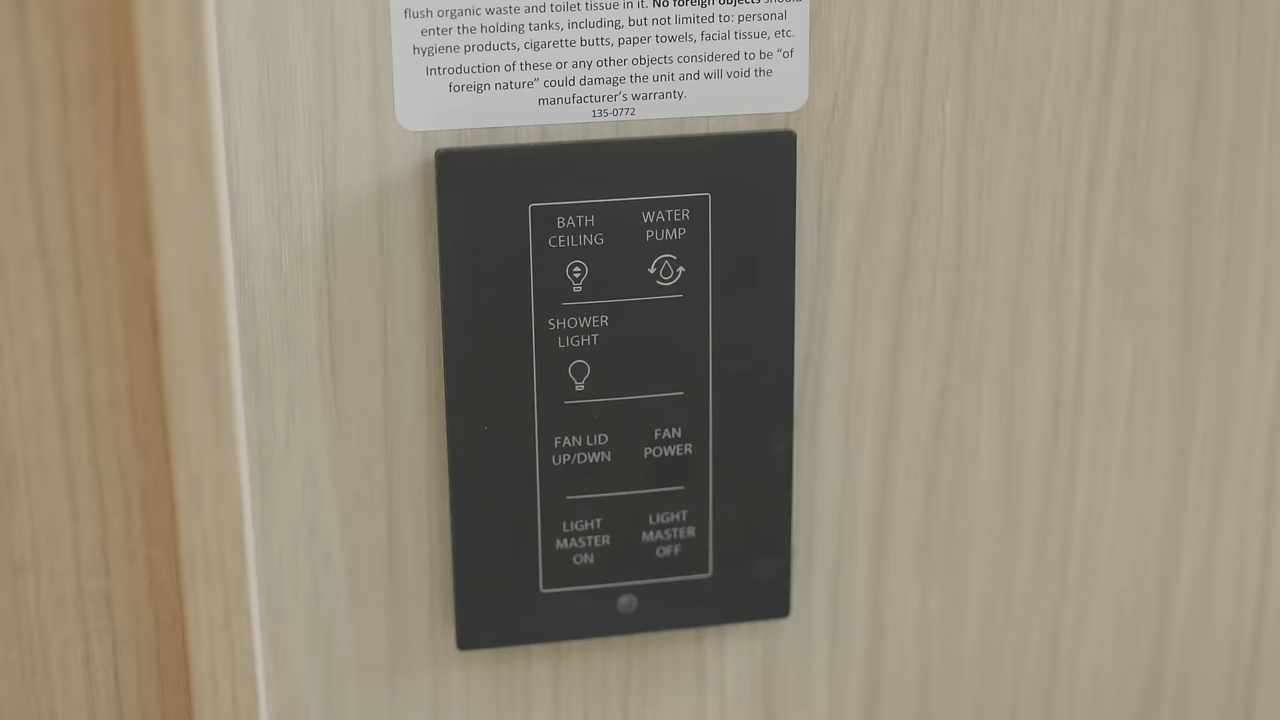 flush organic waste and toilet tissue in it. No foreign objects should
enter the holding tanks, including, but not limited to: personal
hygiene products, cigarette butts, paper towels, facial tissue, etc.
Introduction of these or any other objects considered to be “of
foreign nature” could damage the unit and will void the
manufacturer’s warranty.
135-0772
BATH
CEILING
WATER
PUMP
SHOWER
LIGHT
FAN LID
UP/DWN
FAN
POWER
LIGHT
MASTER
ON
LIGHT
MASTER
OFF